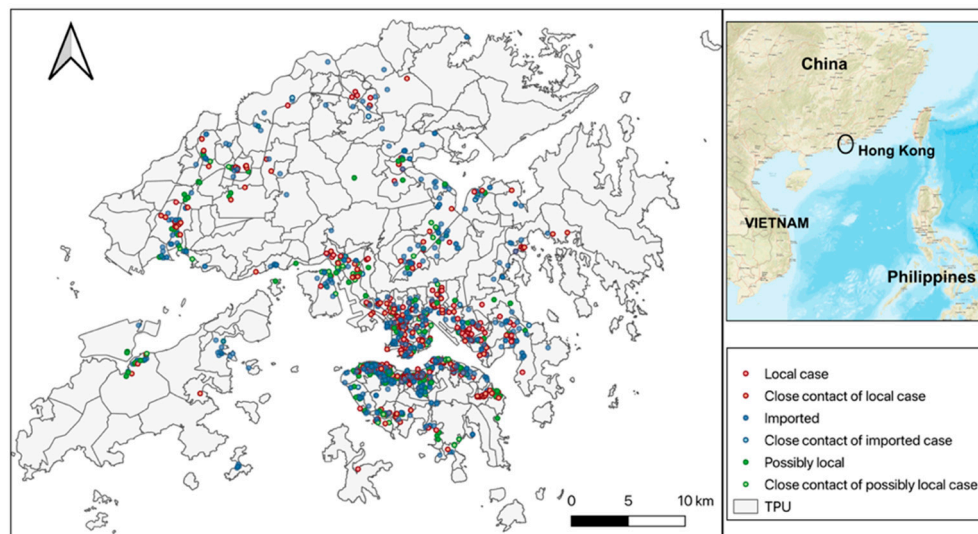 China
Hong Kong
VIETNAM
Philippines
Local case
Close contact of local case
Imported
Close contact of imported case
Possibly local
Close contact of possibly local case
TPU
0 5 10 km